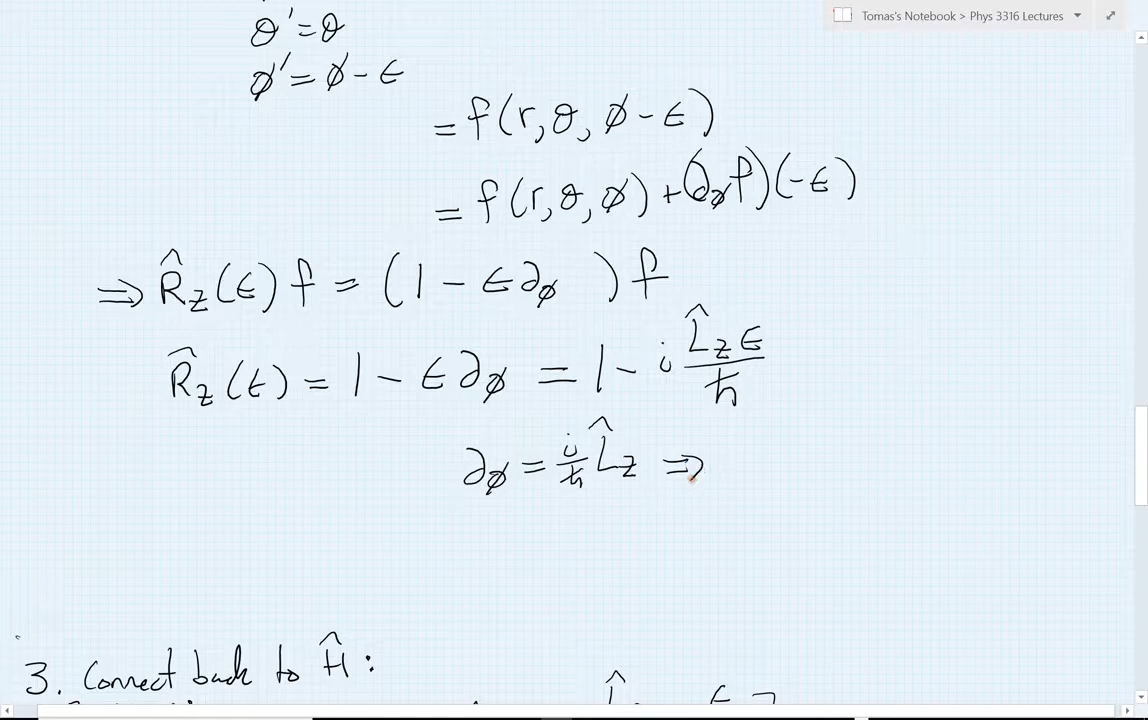 Tomas's Notebook > Phys 3316 Lectures
θ' = θ
ϕ' = ϕ - ϵ
= f(r, θ, ϕ - ϵ)
= f(r, θ, ϕ) + (∂ϕ f)(-ϵ)
⇒ R̂z(ϵ) f = (1 - ϵ ∂ϕ ) f
R̂z(ϵ) = 1 - ϵ ∂ϕ = 1 - i L̂z ϵ / ħ
∂ϕ = i/ħ L̂z ⇒
3. Connect back to Ĥ: